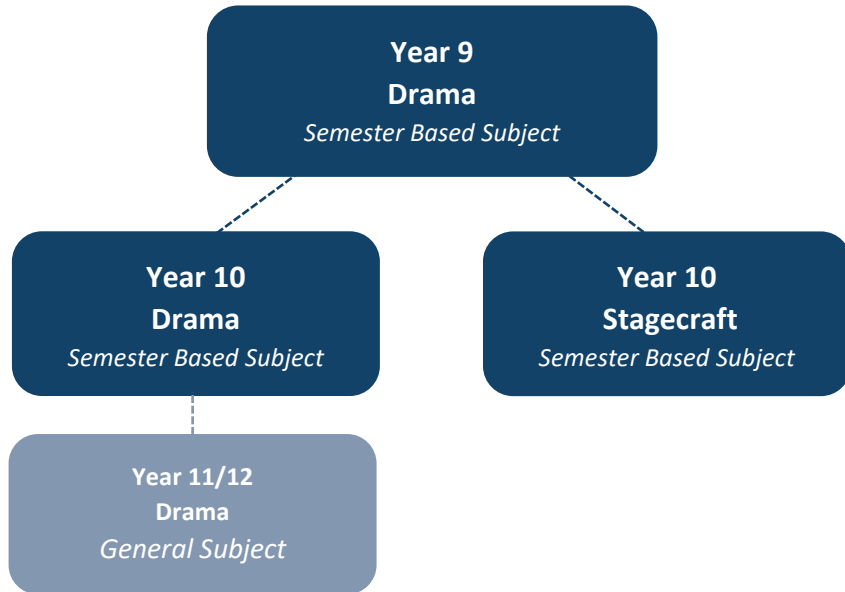 Year 9
Drama
Semester Based Subject
Year 10
Drama
Semester Based Subject
Year 10
Stagecraft
Semester Based Subject
Year 11/12
Drama
General Subject